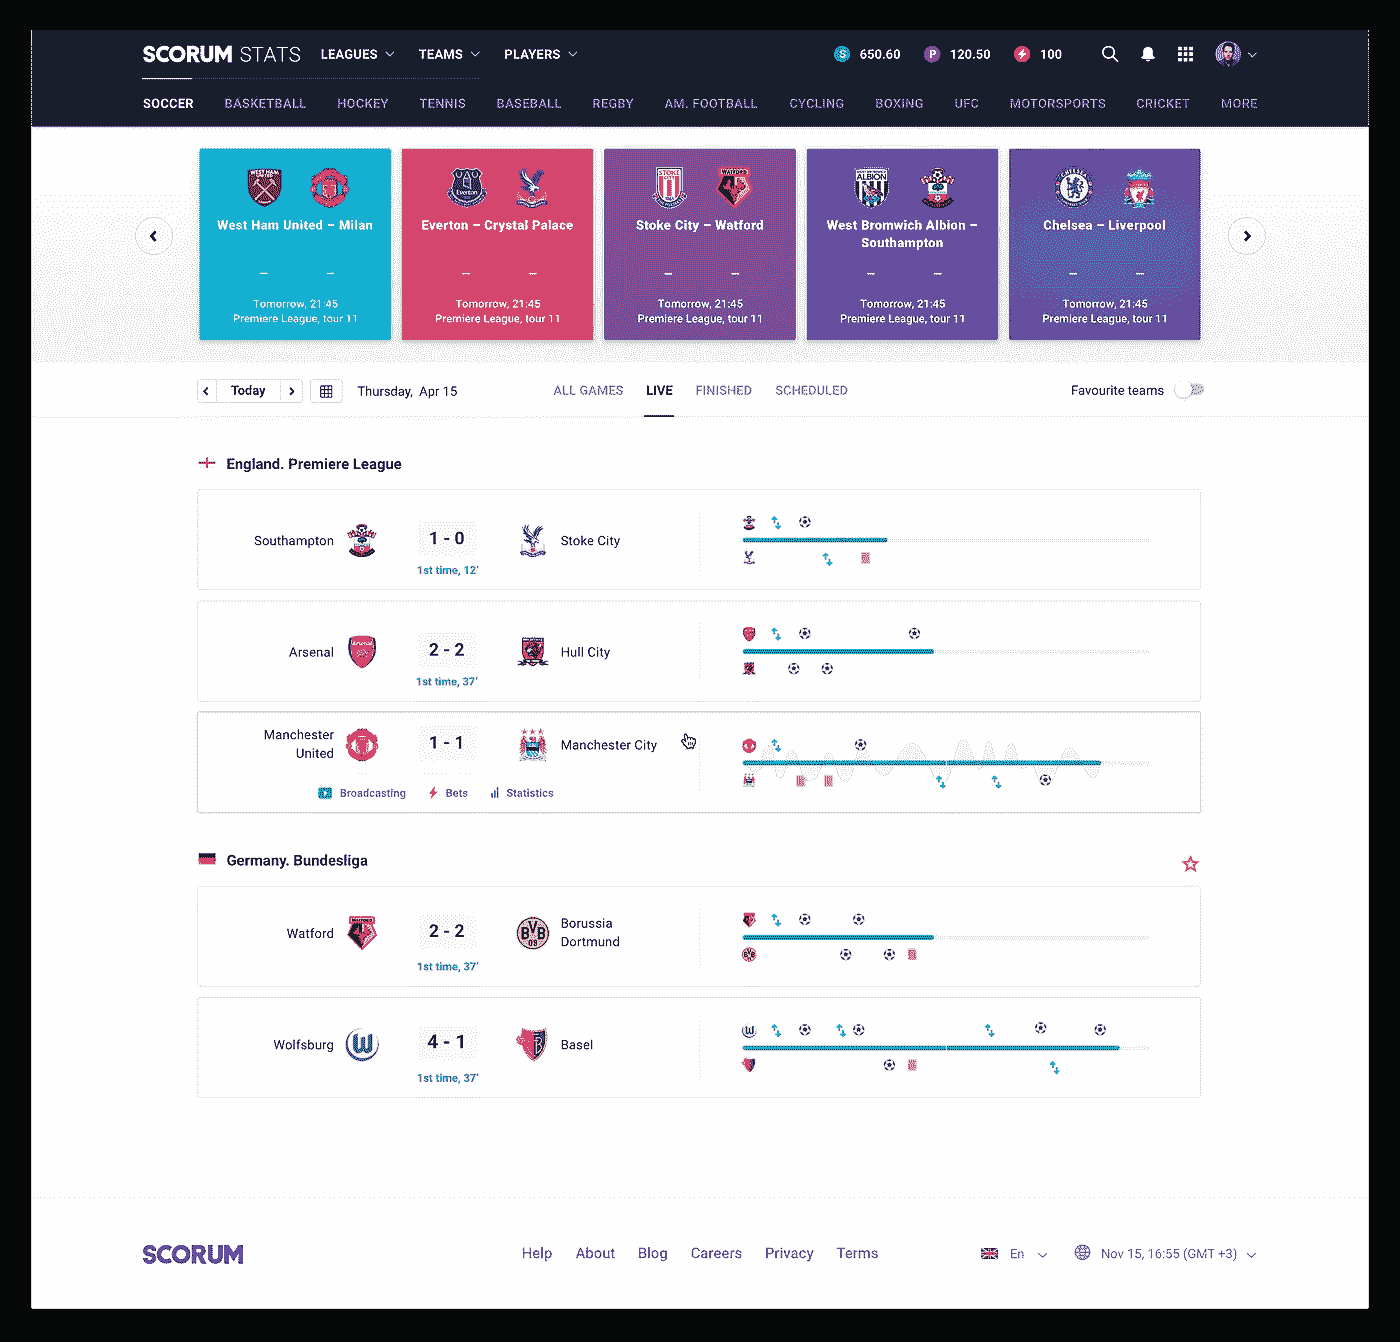 SCORUM STATS LEAGUES TEAMS PLAYERS S 650.60 P 120.50 100
SOCCER BASKETBALL HOCKEY TENNIS BASEBALL REGBY AM. FOOTBALL CYCLING BOXING UFC MOTORSPORTS CRICKET MORE
West Ham United – Milan
– –
Tomorrow, 21:45
Premiere League, tour 11
Everton
Everton – Crystal Palace
– –
Tomorrow, 21:45
Premiere League, tour 11
STOKE
WATFORD
Stoke City – Watford
– –
Tomorrow, 21:45
Premiere League, tour 11
ALBION
West Bromwich Albion –
Southampton
– –
Tomorrow, 21:45
Premiere League, tour 11
Chelsea – Liverpool
– –
Tomorrow, 21:45
Premiere League, tour 11
Today Thursday, Apr 15 ALL GAMES LIVE FINISHED SCHEDULED Favourite teams
England. Premiere League
Southampton 1 - 0 Stoke City
1st time, 12′
Arsenal 2 - 2 Hull City
1st time, 37′
Manchester
United 1 - 1 Manchester City
Broadcasting Bets Statistics
Germany. Bundesliga
Watford 2 - 2 BVB 09 Borussia
Dortmund
1st time, 37′
Wolfsburg W 4 - 1 Basel
1st time, 37′
SCORUM Help About Blog Careers Privacy Terms En Nov 15, 16:55 (GMT +3)